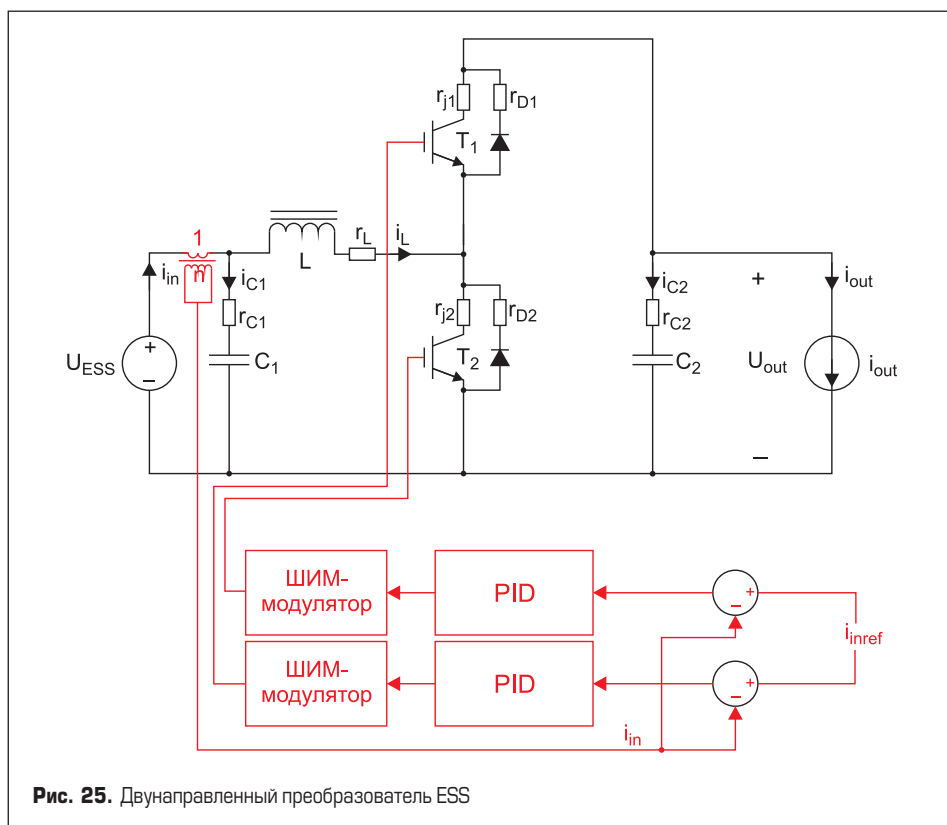 r_j1
r_D1
T_1
1
n
i_in
i_C1
r_C1
C_1
L
r_L
i_L
U_ESS
r_j2
r_D2
T_2
i_C2
r_C2
C_2
+
U_out
−
i_out
i_out
+
−
ШИМ-
модулятор
PID
+
−
i_inref
ШИМ-
модулятор
PID
+
−
i_in
Рис. 25. Двунаправленный преобразователь ESS